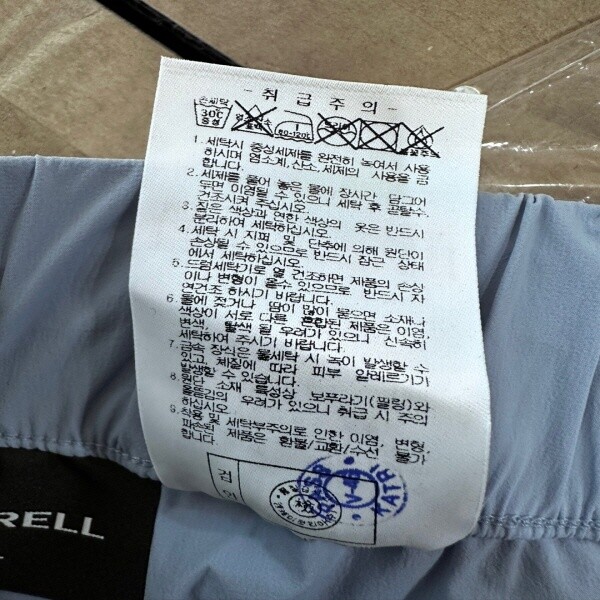 - 취급주의 -
손세탁
30℃
중성
80-120℃
1. 세탁시 중성세제를 완전히 녹여서 사용
하시며 염소계,산소,세제의 사용을 금
합니다.
2. 세제를 풀어 놓은 물에 장시간 담그어
두면 이염될 수 있으니 세탁 후 곧탈수.
건조시켜 주십시오.
3. 짙은 색상과 연한 색상의 옷은 반드시
분리하여 세탁하십시오.
4. 세탁 시 지퍼 및 단추에 의해 원단이
손상될 수 있으므로 반드시 잠근 상태
에서 세탁하십시오.
5. 드럼세탁기로 열 건조하면 제품의 손상
이나 변형이 올수 있으므로 반드시 자
연건조 하시기 바랍니다.
6. 물에 젖거나 땀이 많이 묻으면 소재나
색상이 서로 다른 혼합된 제품은 이염,
변색, 탈색 될 우려가 있으니 신속히
세탁하여 주시기 바랍니다.
7. 금속 장식은 물세탁 시 녹이 발생할 수
있고, 체질에 따라 피부 알레르기가
발생할 수 있습니다.
8. 원단 소재 특성상 보푸라기(필링)와
올뜯김의 우려가 있으니 취급 시 주의
하십시오.
9. 착용및 세탁부주의로 인한 이염, 변형,
파손된 제품은 환불/교환/수선 불가
합니다.
검
RELL